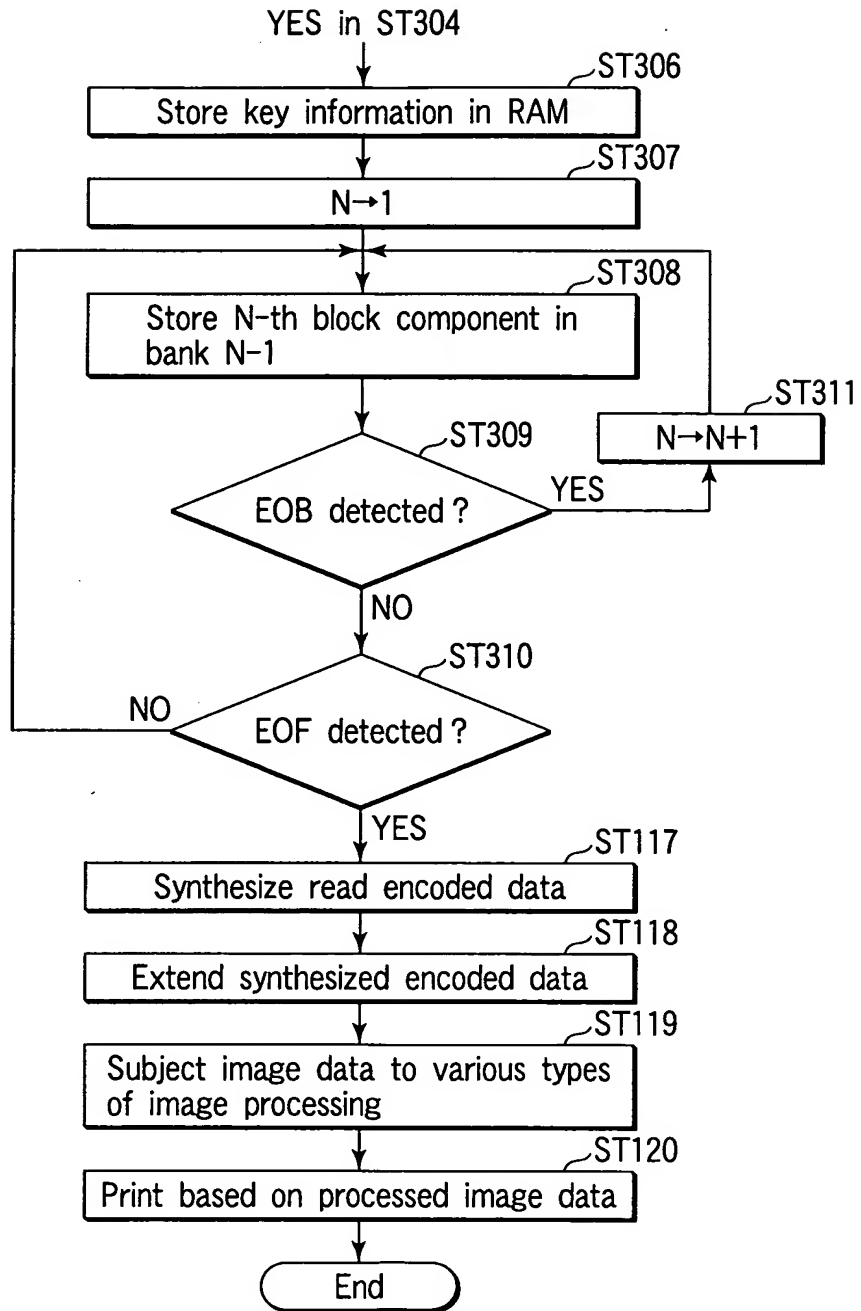 YES in ST304
ST306
Store key information in RAM
ST307
N→1
ST308
Store N-th block component in
bank N-1
ST311
N→N+1
ST309
EOB detected ?
YES
NO
ST310
EOF detected ?
NO
YES
ST117
Synthesize read encoded data
ST118
Extend synthesized encoded data
ST119
Subject image data to various types
of image processing
ST120
Print based on processed image data
End